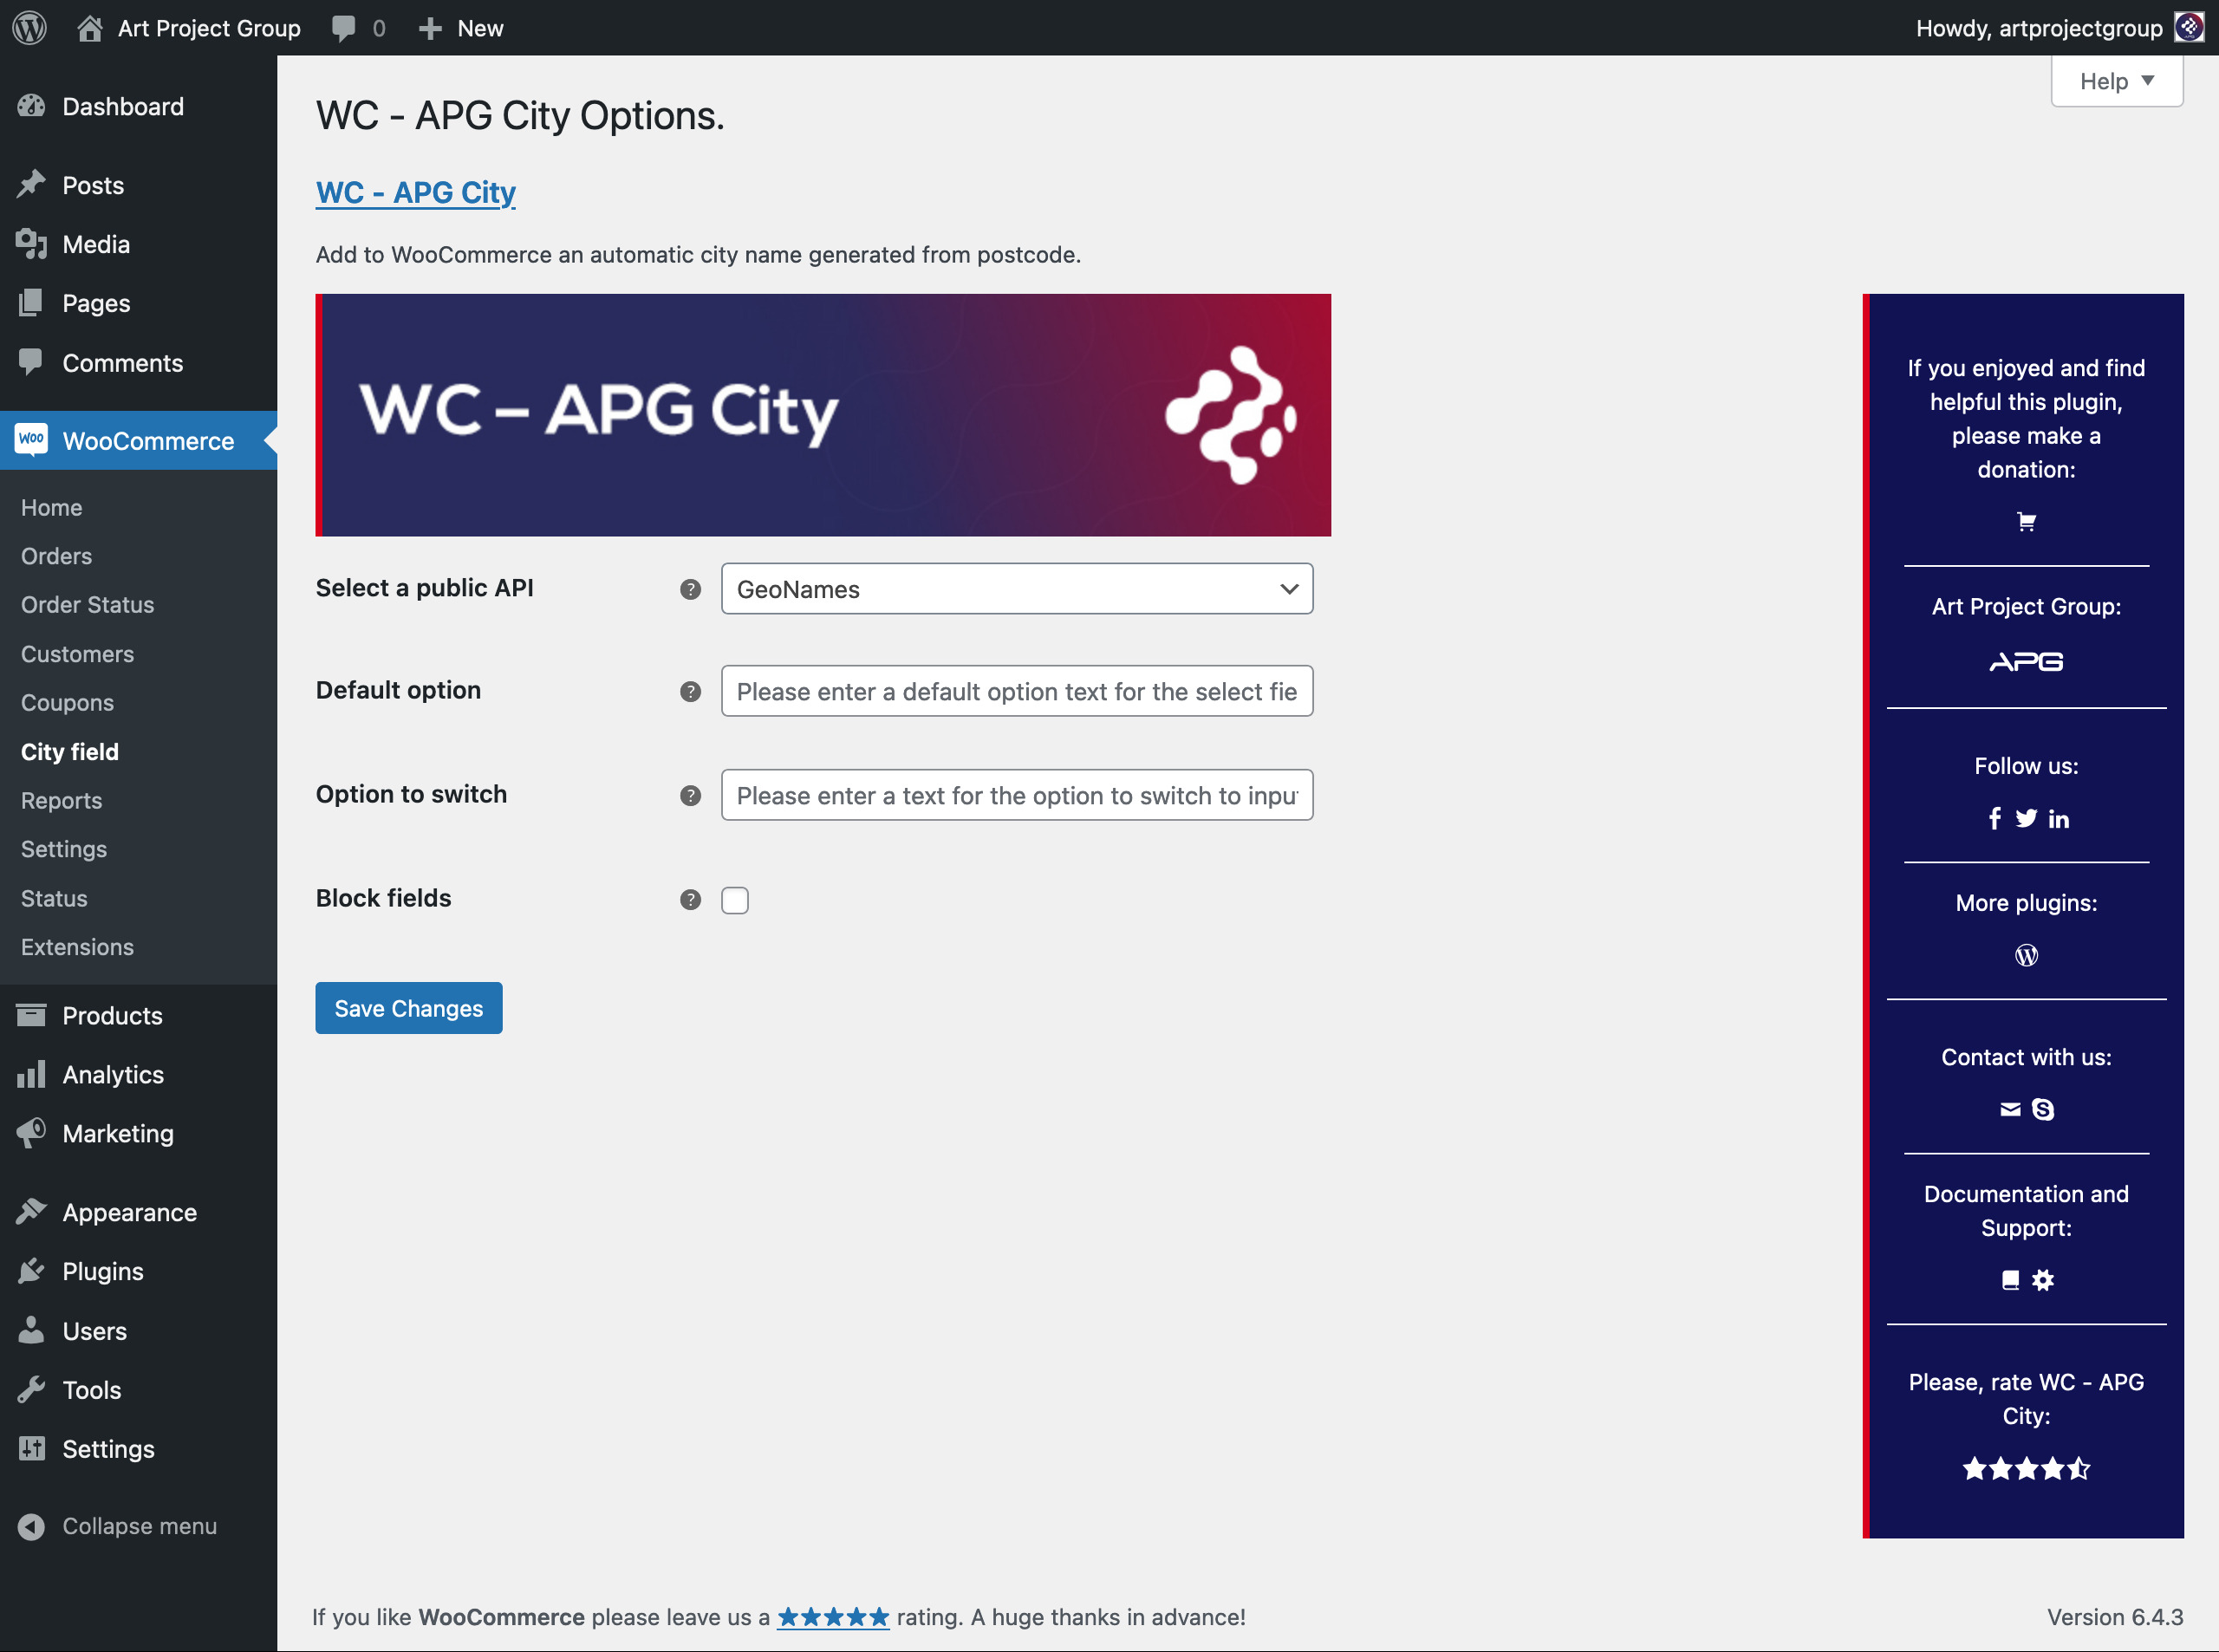 Art Project Group 0 New Howdy, artprojectgroup
Help
Dashboard
Posts
Media
Pages
Comments
WOO WooCommerce
Home
Orders
Order Status
Customers
Coupons
City field
Reports
Settings
Status
Extensions
Products
Analytics
Marketing
Appearance
Plugins
Users
Tools
Settings
Collapse menu
WC - APG City Options.
WC - APG City
Add to WooCommerce an automatic city name generated from postcode.
WC – APG City
Select a public API ? GeoNames
Default option ? Please enter a default option text for the select fie
Option to switch ? Please enter a text for the option to switch to inpu
Block fields ?
Save Changes
If you enjoyed and find
helpful this plugin,
please make a
donation:
Art Project Group:
APG
Follow us:
More plugins:
Contact with us:
Documentation and
Support:
Please, rate WC - APG
City:
If you like WooCommerce please leave us a ★★★★★ rating. A huge thanks in advance!
Version 6.4.3